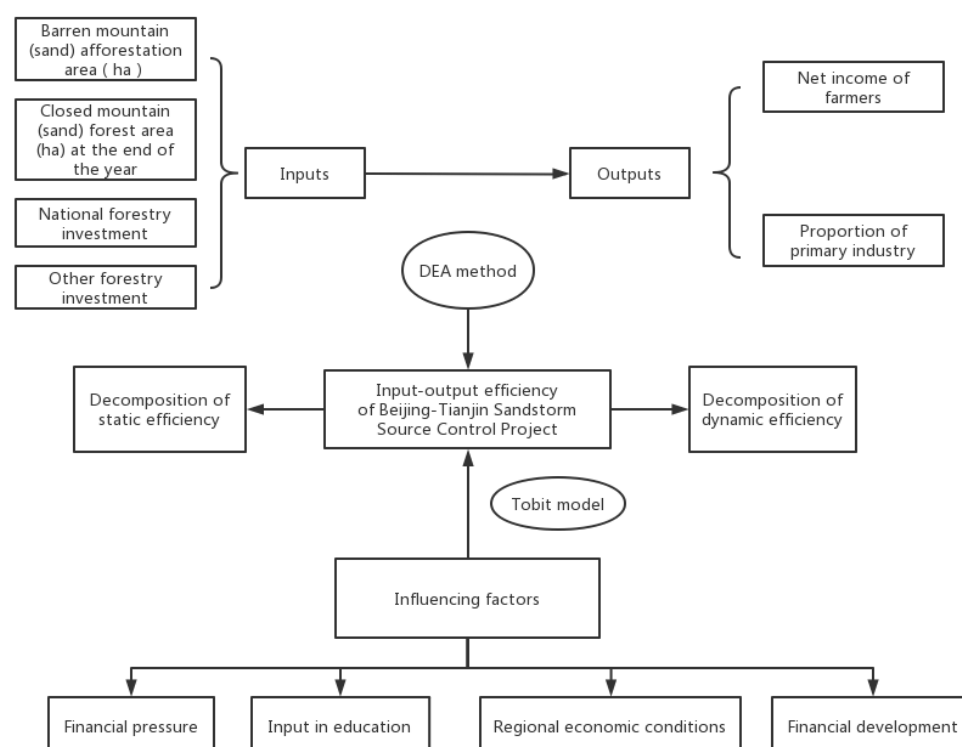 Barren mountain
(sand) afforestation
area ( ha )
Closed mountain
(sand) forest area
(ha) at the end of
the year
National forestry
investment
Other forestry
investment
Inputs
Outputs
Net income of
farmers
Proportion of
primary industry
DEA method
Decomposition of
static efficiency
Input-output efficiency
of Beijing-Tianjin Sandstorm
Source Control Project
Decomposition of
dynamic efficiency
Tobit model
Influencing factors
Financial pressure
Input in education
Regional economic conditions
Financial development